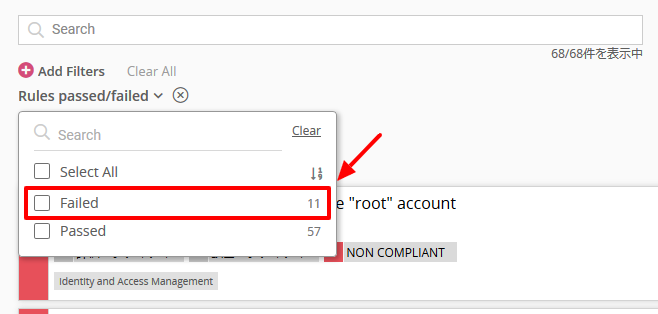 Search
68/68件を表示中
Add Filters Clear All
Rules passed/failed
Search Clear
Select All
Failed 11
Passed 57
"root" account
NON COMPLIANT
Identity and Access Management